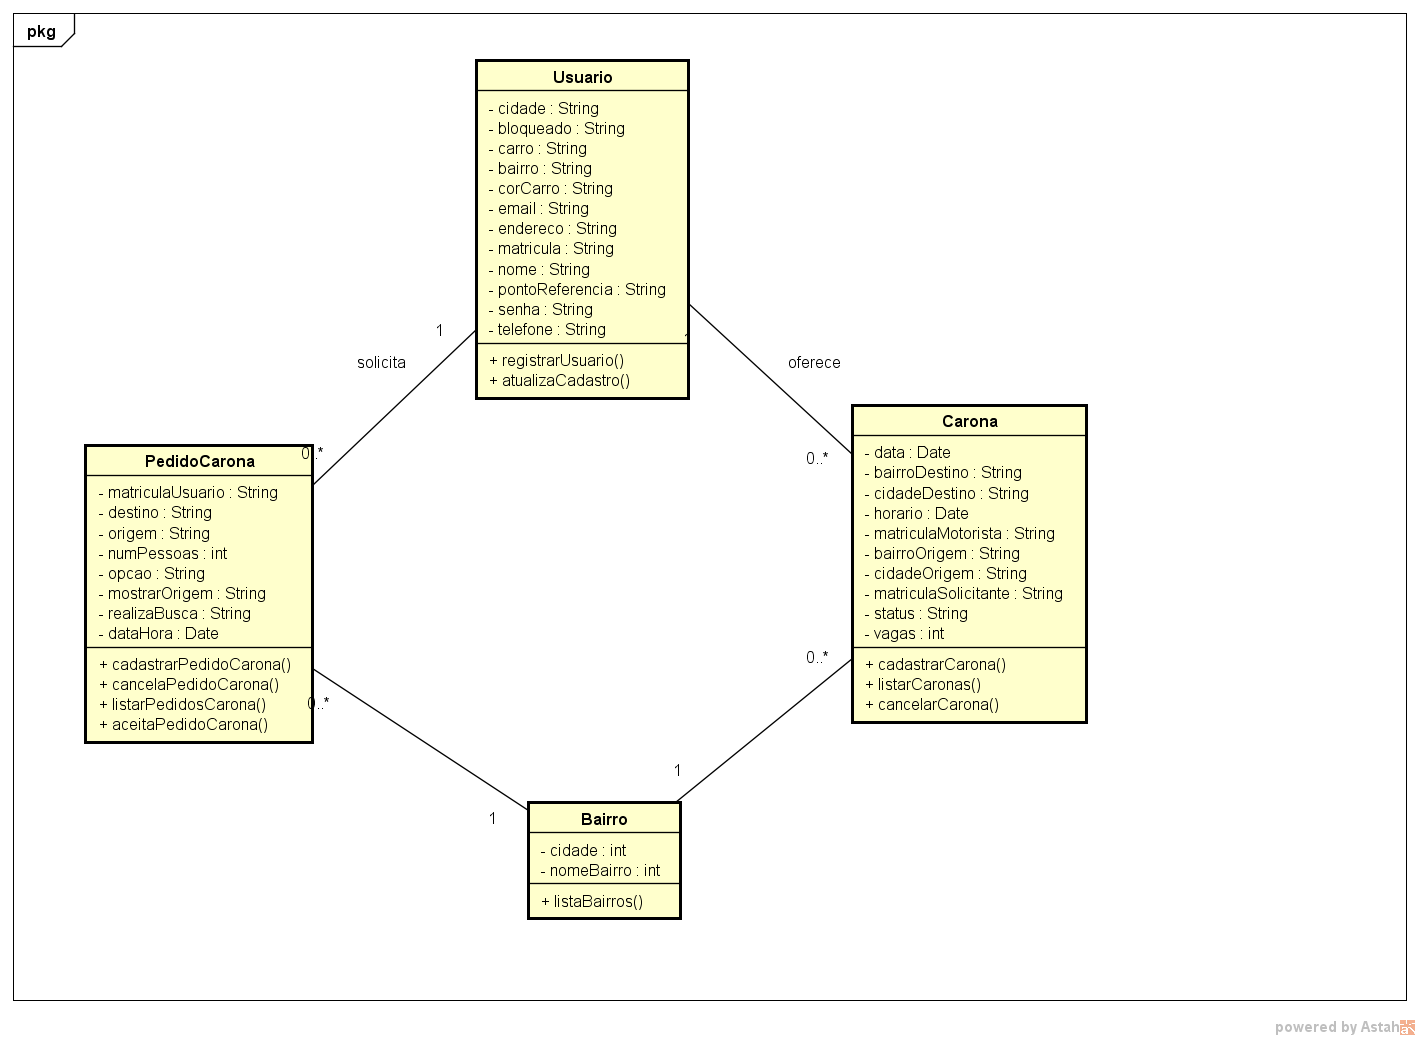 pkg
Usuario
- cidade : String
- bloqueado : String
- carro : String
- bairro : String
- corCarro : String
- email : String
- endereco : String
- matricula : String
- nome : String
- pontoReferencia : String
- senha : String
- telefone : String
+ registrarUsuario()
+ atualizaCadastro()
1
solicita
0..*
oferece
0..*
PedidoCarona
- matriculaUsuario : String
- destino : String
- origem : String
- numPessoas : int
- opcao : String
- mostrarOrigem : String
- realizaBusca : String
- dataHora : Date
+ cadastrarPedidoCarona()
+ cancelaPedidoCarona()
+ listarPedidosCarona()
+ aceitaPedidoCarona()
Carona
- data : Date
- bairroDestino : String
- cidadeDestino : String
- horario : Date
- matriculaMotorista : String
- bairroOrigem : String
- cidadeOrigem : String
- matriculaSolicitante : String
- status : String
- vagas : int
+ cadastrarCarona()
+ listarCaronas()
+ cancelarCarona()
0..*
0..*
1
1
Bairro
- cidade : int
- nomeBairro : int
+ listaBairros()
powered by Astah